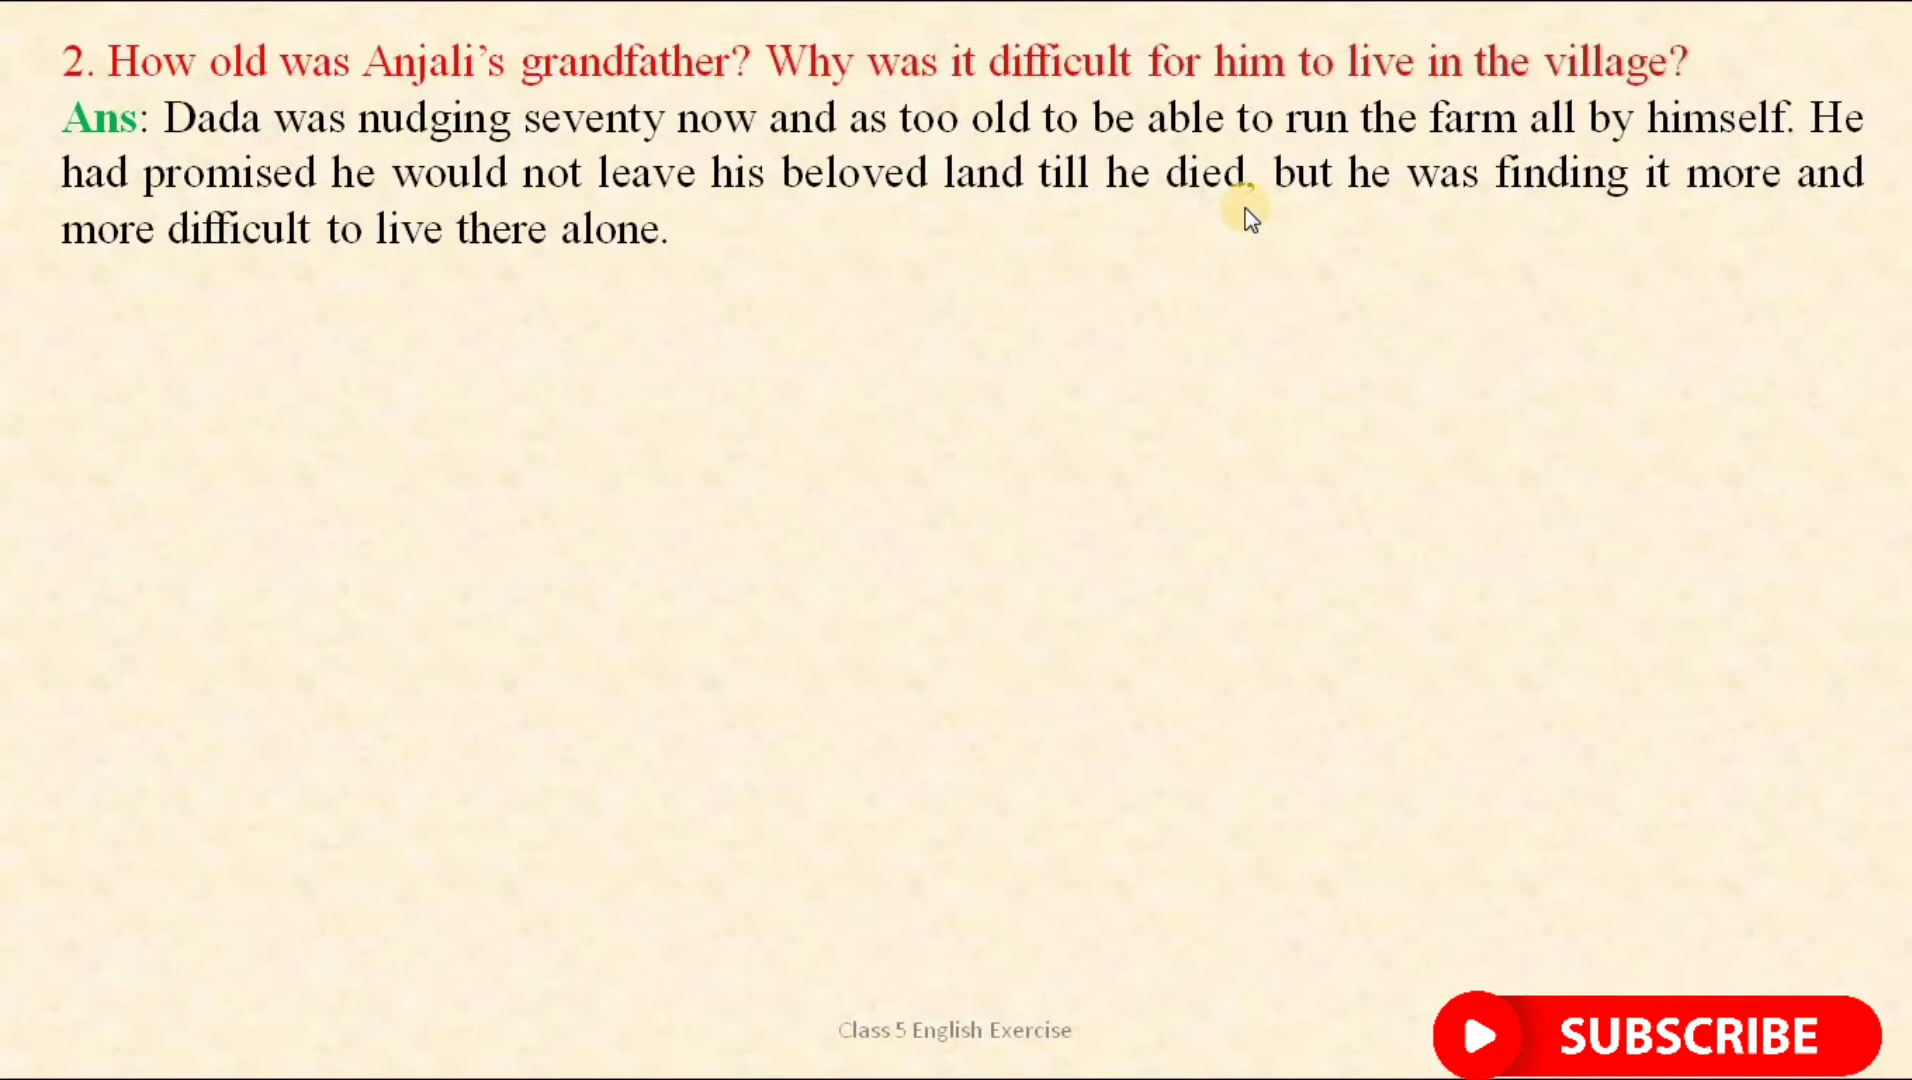 2. How old was Anjali’s grandfather? Why was it difficult for him to live in the village?
Ans: Dada was nudging seventy now and as too old to be able to run the farm all by himself. He
had promised he would not leave his beloved land till he died, but he was finding it more and
more difficult to live there alone.
Class 5 English Exercise
SUBSCRIBE